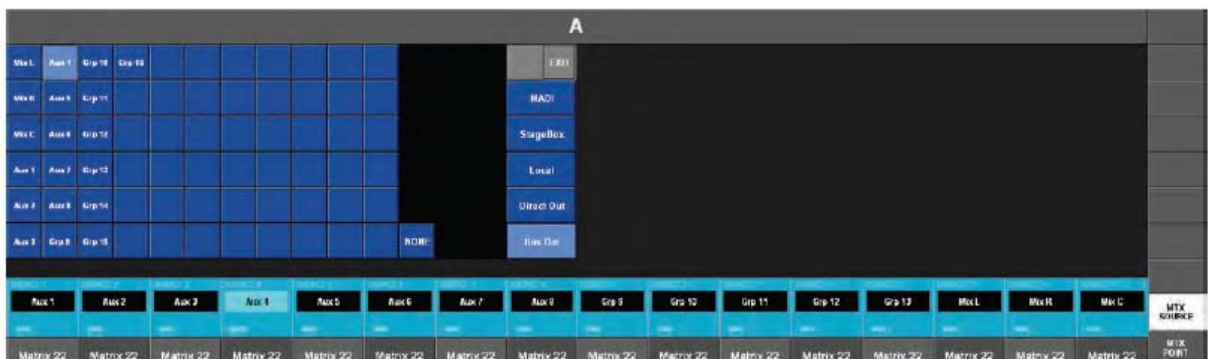 A
Mix L Aux 4 Grp 10 Grp 16 EXIT
Mix R Aux 5 Grp 11 MADI
Mix C Aux 6 Grp 12 StageBox
Aux 1 Aux 7 Grp 13 Local
Aux 2 Aux 8 Grp 14 Direct Out
Aux 3 Grp 9 Grp 15 NONE Bus Out
Aux 1 Aux 2 Aux 3 Aux 4 Aux 5 Aux 6 Aux 7 Aux 8 Grp 9 Grp 10 Grp 11 Grp 12 Grp 13 Mix L Mix R Mix C
MTX
SOURCE
Matrix 22 Matrix 22 Matrix 22 Matrix 22 Matrix 22 Matrix 22 Matrix 22 Matrix 22 Matrix 22 Matrix 22 Matrix 22 Matrix 22 Matrix 22 Matrix 22 Matrix 22 Matrix 22
MTX
POINT